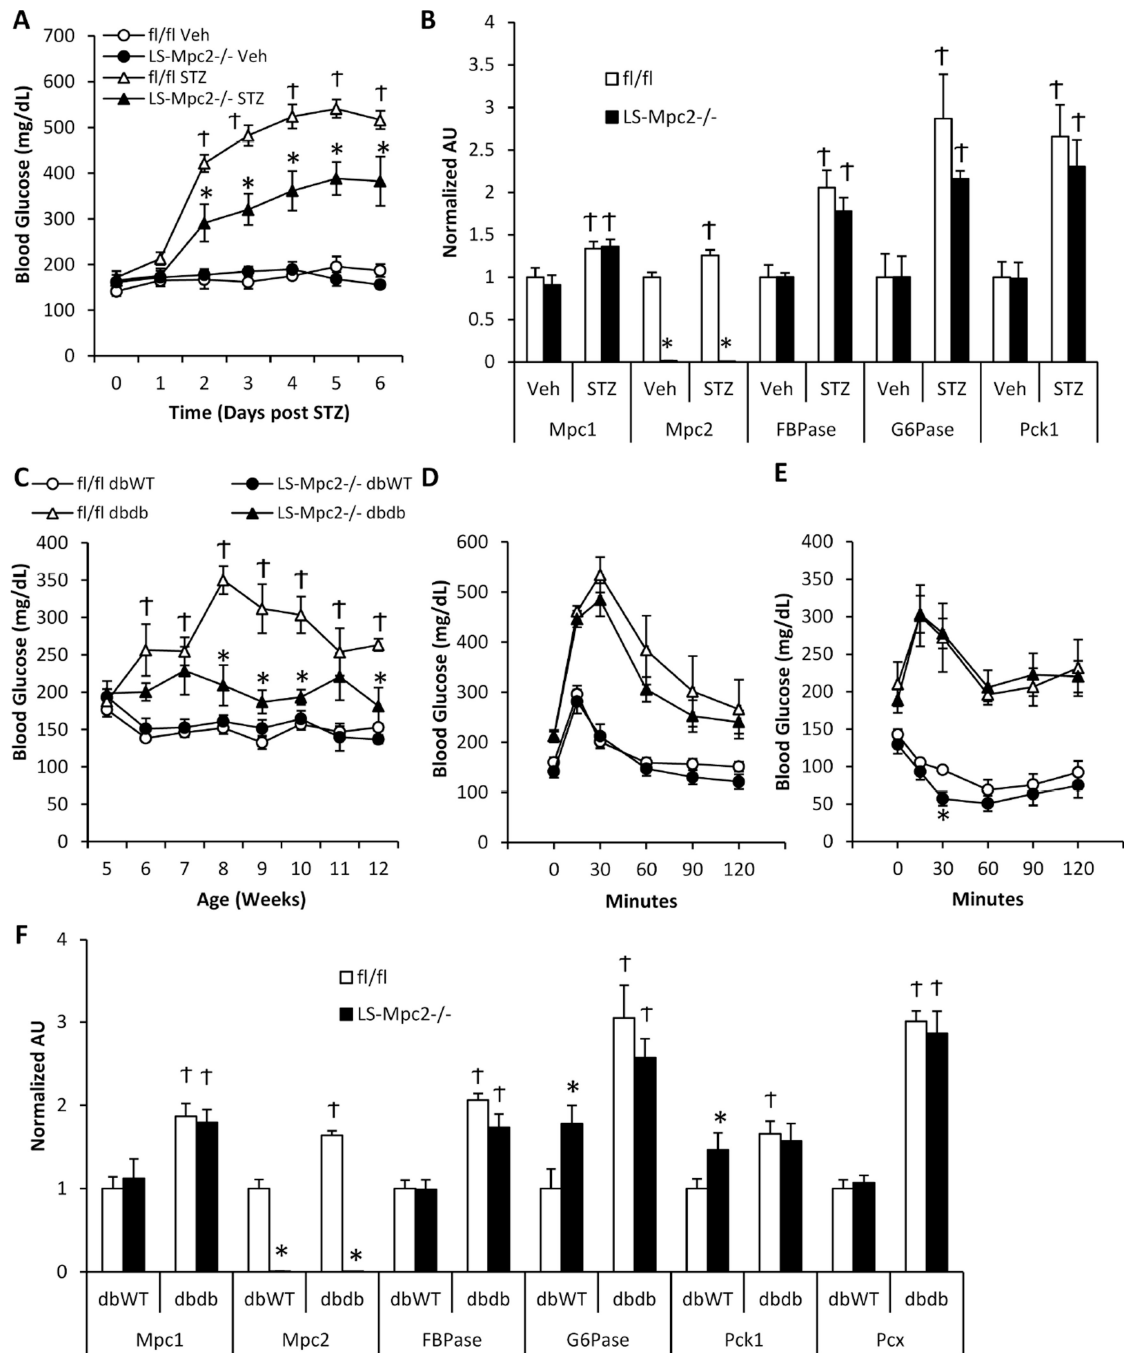 A
fl/fl Veh
LS-Mpc2-/- Veh
fl/fl STZ
LS-Mpc2-/- STZ
Blood Glucose (mg/dL)
700
600
500
400
300
200
100
0
† † † † †
* * * * *
0 1 2 3 4 5 6
Time (Days post STZ)
B
fl/fl
LS-Mpc2-/-
Normalized AU
4
3.5
3
2.5
2
1.5
1
0.5
0
† † † † † † † † †
* *
Veh STZ Veh STZ Veh STZ Veh STZ Veh STZ
Mpc1 Mpc2 FBPase G6Pase Pck1
C
fl/fl dbWT
LS-Mpc2-/- dbWT
fl/fl dbdb
LS-Mpc2-/- dbdb
Blood Glucose (mg/dL)
400
350
300
250
200
150
100
50
0
† † † † † † †
* * * *
5 6 7 8 9 10 11 12
Age (Weeks)
D
Blood Glucose (mg/dL)
600
500
400
300
200
100
0
0 30 60 90 120
Minutes
E
Blood Glucose (mg/dL)
400
350
300
250
200
150
100
50
0
*
0 30 60 90 120
Minutes
F
fl/fl
LS-Mpc2-/-
Normalized AU
4
3
2
1
0
† † † † † † † † † †
* * * *
dbWT dbdb dbWT dbdb dbWT dbdb dbWT dbdb dbWT dbdb dbWT dbdb
Mpc1 Mpc2 FBPase G6Pase Pck1 Pcx